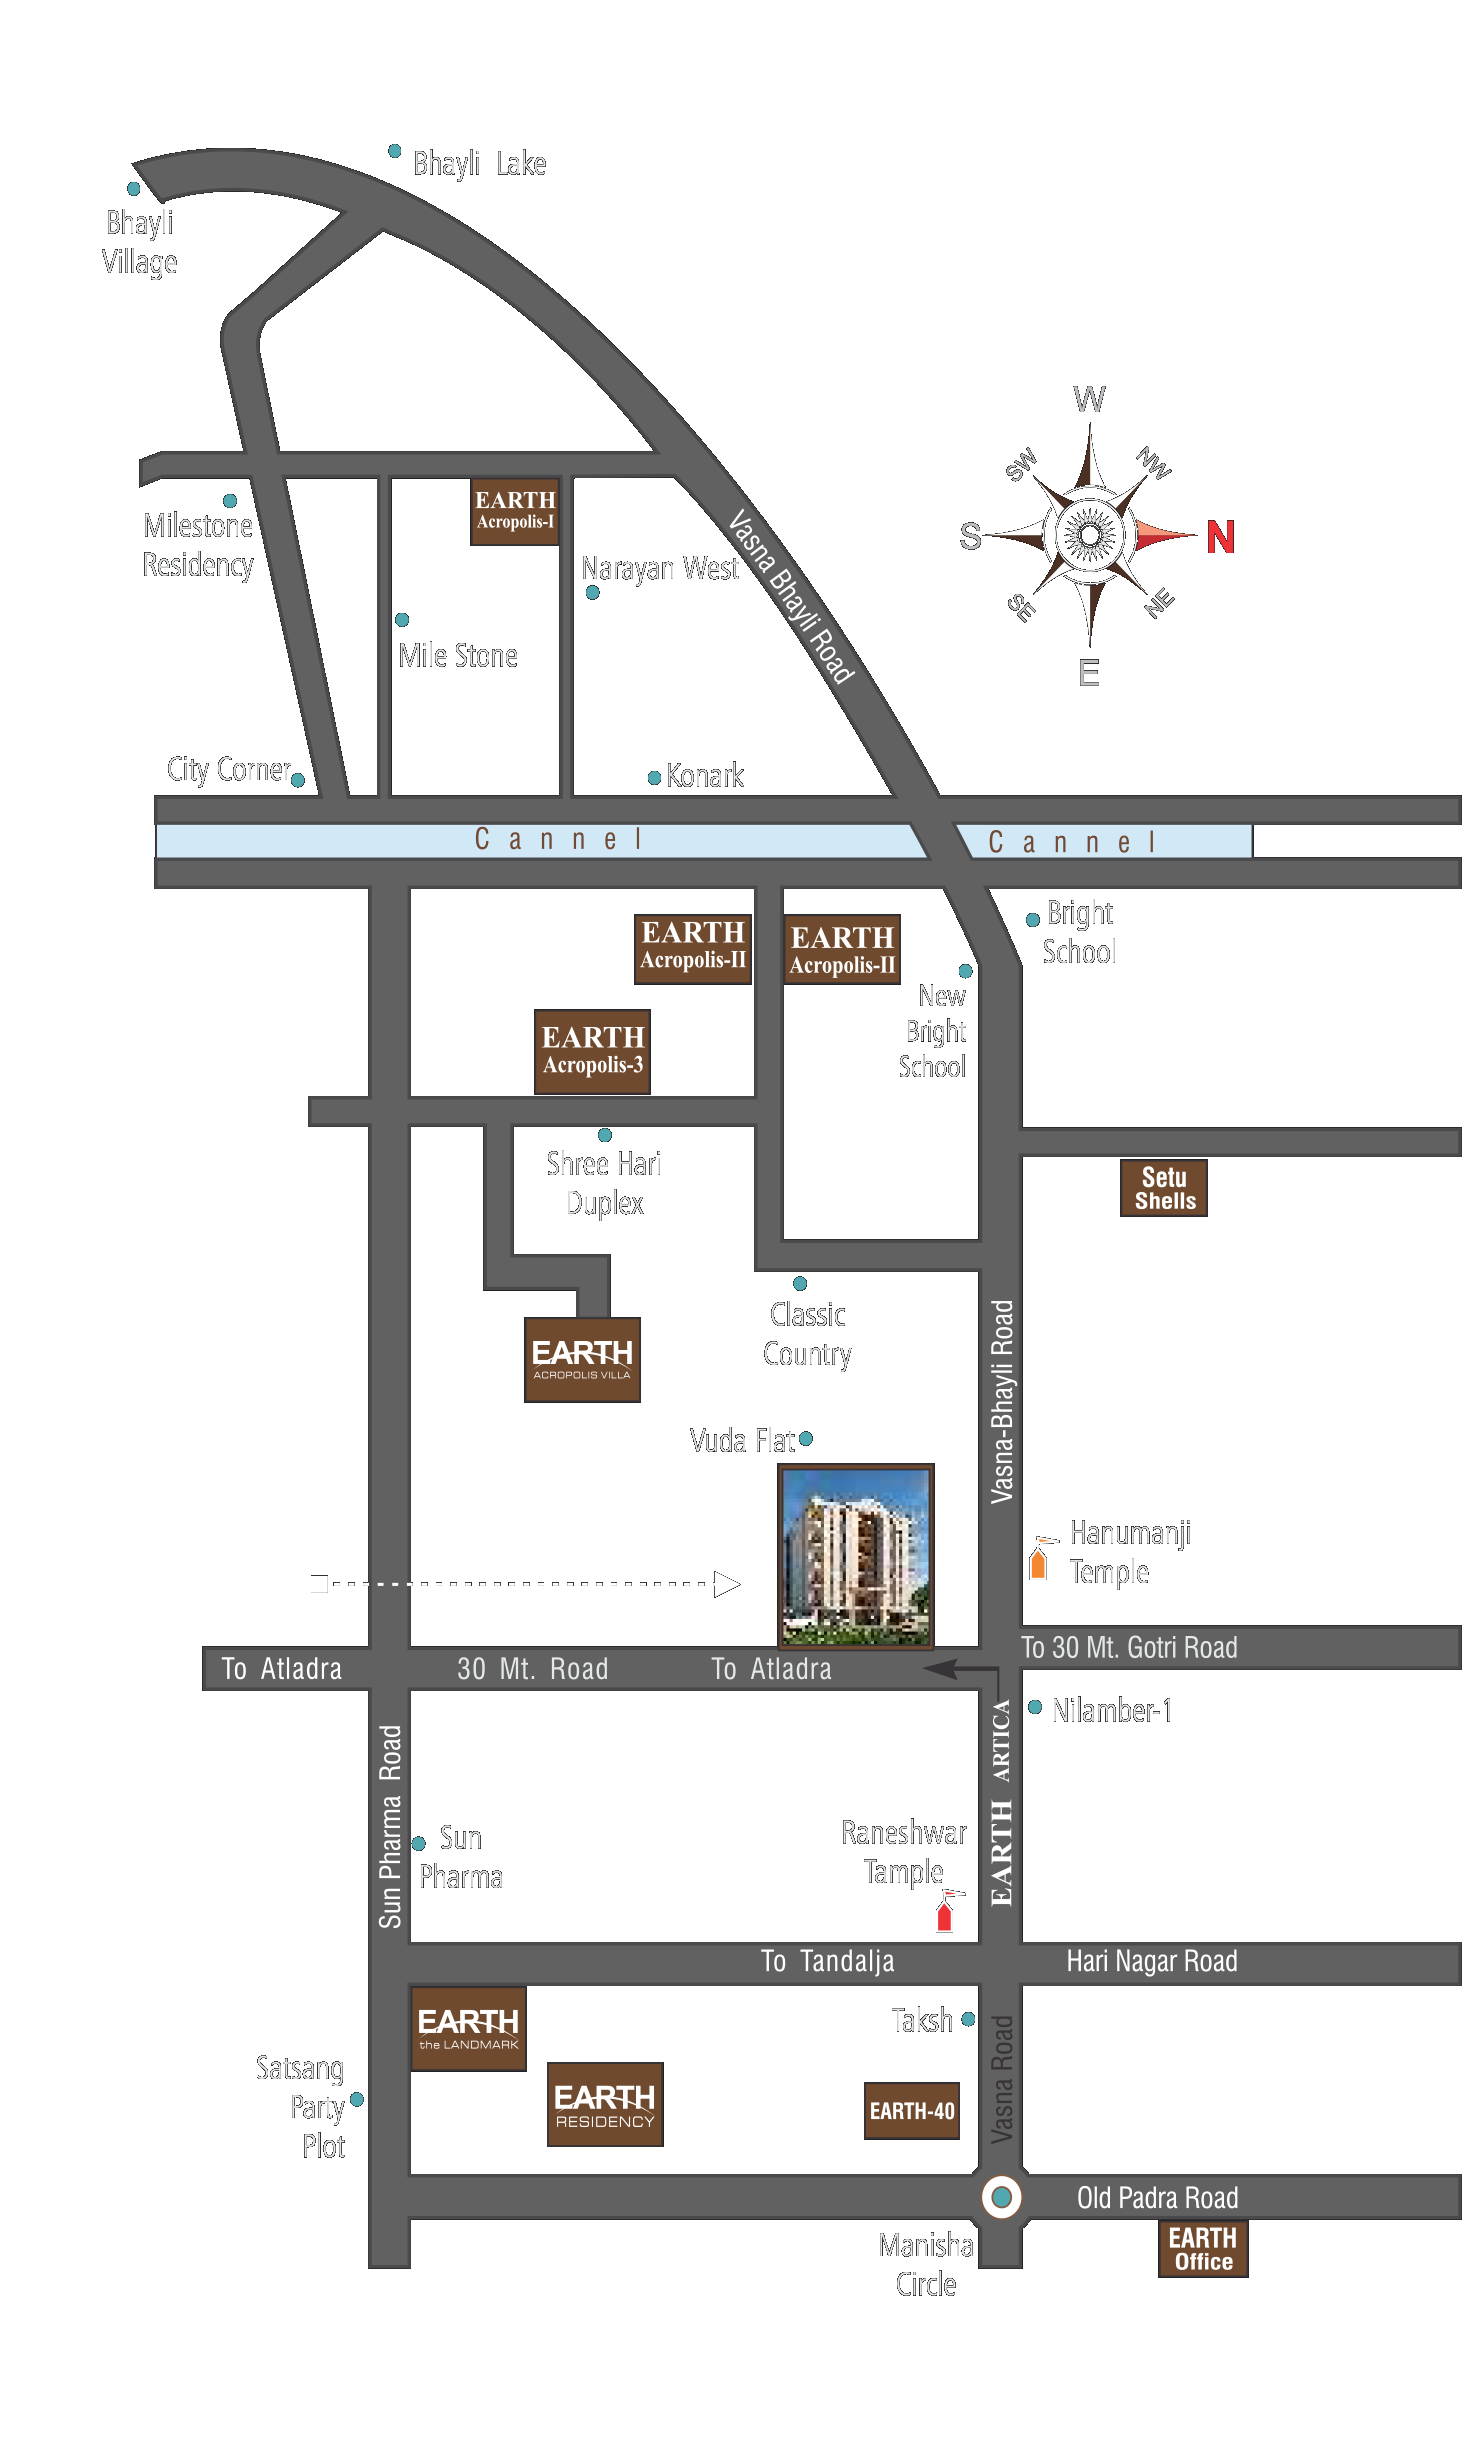 Bhayli Lake
Bhayli
Village
W
SW
NW
S
N
SE
NE
E
EARTH
Acropolis-I
Milestone
Residency
Vasna Bhayli Road
Narayan West
Mile Stone
City Corner
Konark
Cannel
Cannel
Bright
School
EARTH
Acropolis-II
EARTH
Acropolis-II
New
Bright
School
EARTH
Acropolis-3
Shree Hari
Duplex
Setu
Shells
Classic
Country
EARTH
ACROPOLIS VILLA
Vasna-Bhayli Road
Vuda Flat
Hanumanji
Temple
To Atladra
30 Mt. Road
To Atladra
To 30 Mt. Gotri Road
Nilamber-1
EARTH ARTICA
Sun Pharma Road
Sun
Pharma
Raneshwar
Tample
To Tandalja
Hari Nagar Road
EARTH
the LANDMARK
Taksh
Vasna Road
Satsang
Party
Plot
EARTH
RESIDENCY
EARTH-40
Old Padra Road
Manisha
Circle
EARTH
Office